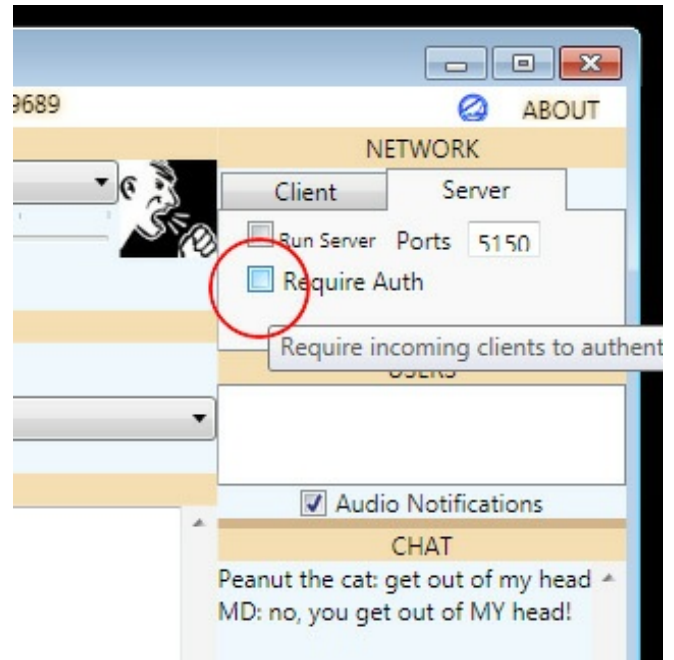 9689
ABOUT
NETWORK
Client Server
Run Server Ports 5150
Require Auth
Require incoming clients to authent
USERS
Audio Notifications
CHAT
Peanut the cat: get out of my head
MD: no, you get out of MY head!